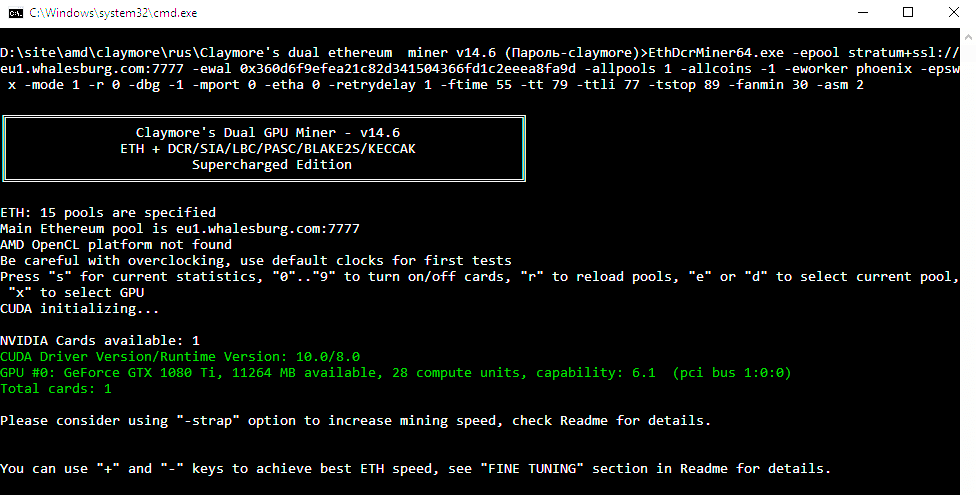 C:\Windows\system32\cmd.exe
D:\site\amd\claymore\rus\Claymore's dual ethereum  miner v14.6 (Пароль-claymore)>EthDcrMiner64.exe -epool stratum+ssl://
eu1.whalesburg.com:7777 -ewal 0x360d6f9efea21c82d341504366fd1c2eeea8fa9d -allpools 1 -allcoins -1 -eworker phoenix -epsw
 x -mode 1 -r 0 -dbg -1 -mport 0 -etha 0 -retrydelay 1 -ftime 55 -tt 79 -ttli 77 -tstop 89 -fanmin 30 -asm 2
Claymore's Dual GPU Miner - v14.6
ETH + DCR/SIA/LBC/PASC/BLAKE2S/KECCAK
Supercharged Edition
ETH: 15 pools are specified
Main Ethereum pool is eu1.whalesburg.com:7777
AMD OpenCL platform not found
Be careful with overclocking, use default clocks for first tests
Press "s" for current statistics, "0".."9" to turn on/off cards, "r" to reload pools, "e" or "d" to select current pool,
 "x" to select GPU
CUDA initializing...
NVIDIA Cards available: 1
CUDA Driver Version/Runtime Version: 10.0/8.0
GPU #0: GeForce GTX 1080 Ti, 11264 MB available, 28 compute units, capability: 6.1  (pci bus 1:0:0)
Total cards: 1
Please consider using "-strap" option to increase mining speed, check Readme for details.
You can use "+" and "-" keys to achieve best ETH speed, see "FINE TUNING" section in Readme for details.